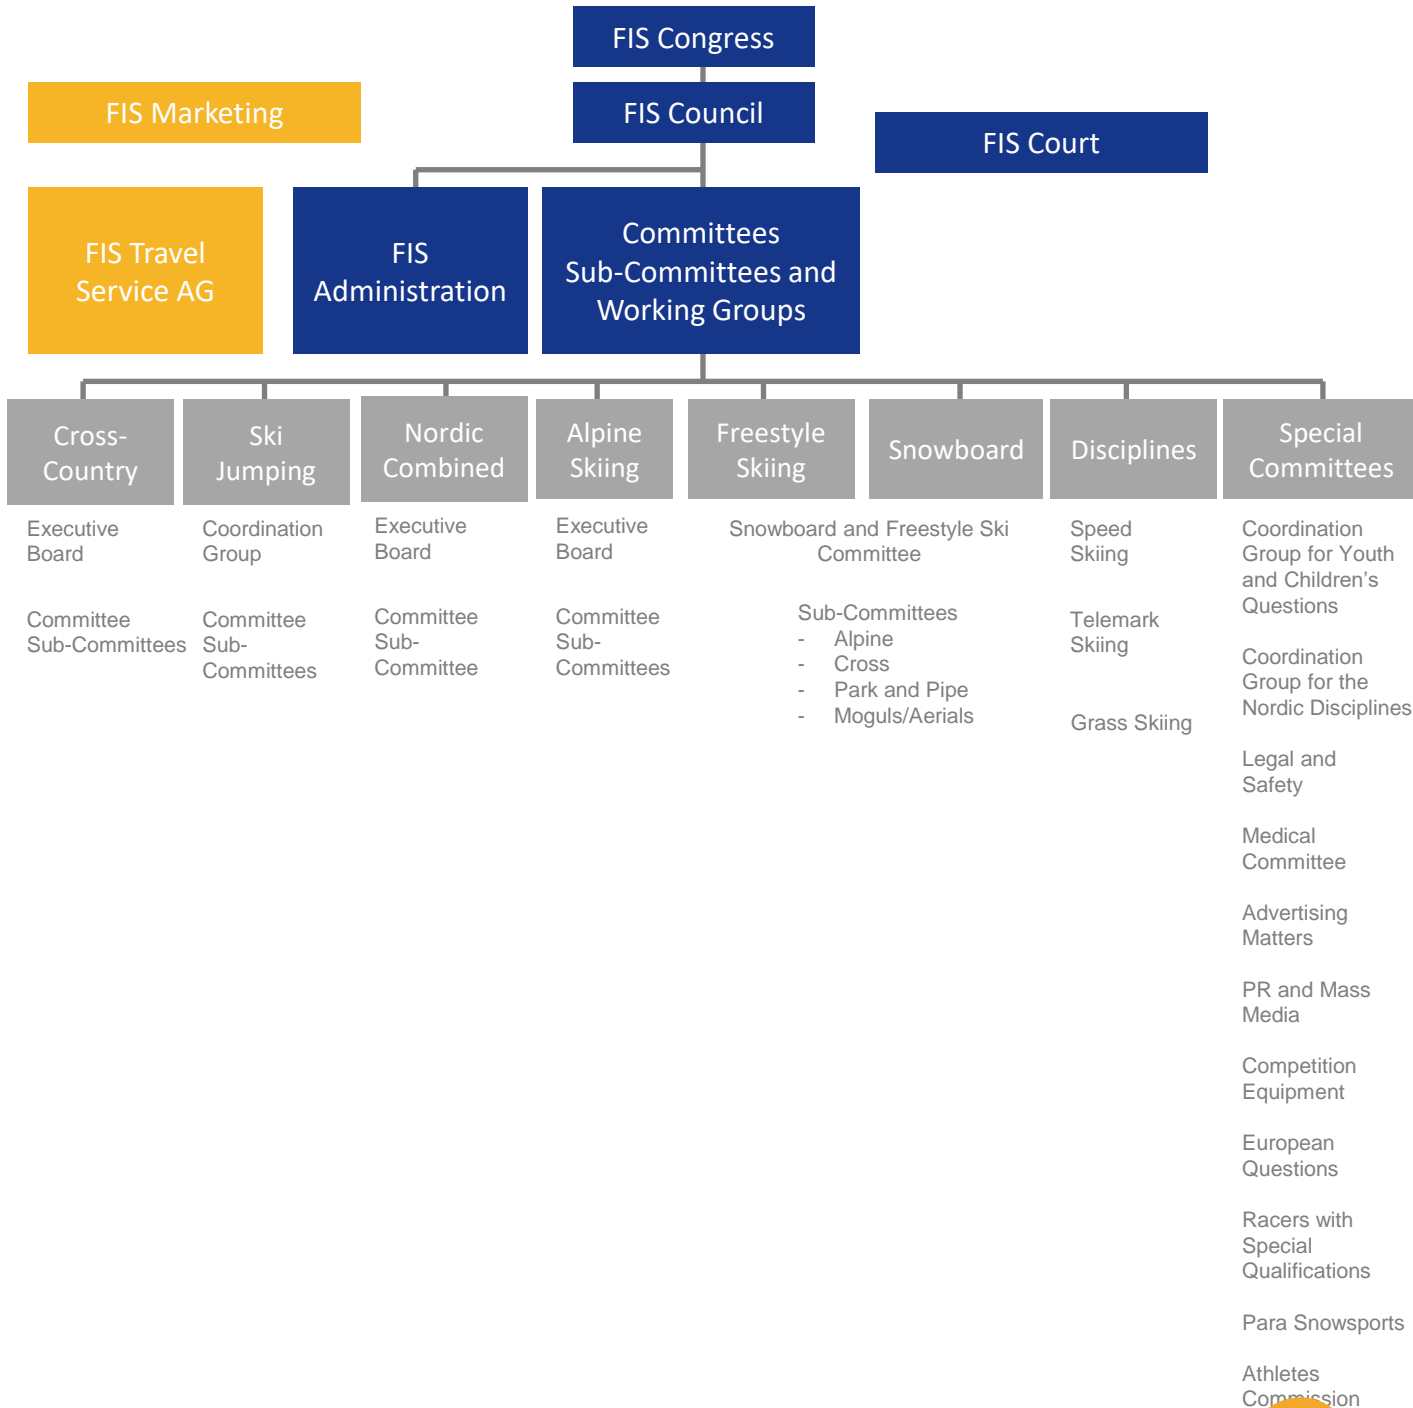 FIS Congress
FIS Marketing
FIS Council
FIS Court
FIS Travel
Service AG
FIS
Administration
Committees
Sub-Committees and
Working Groups
Cross-
Country
Ski
Jumping
Nordic
Combined
Alpine
Skiing
Freestyle
Skiing
Snowboard
Disciplines
Special
Committees
Executive
Board
Committee
Sub-Committees
Coordination
Group
Committee
Sub-
Committees
Executive
Board
Committee
Sub-
Committee
Executive
Board
Committee
Sub-
Committees
Snowboard and Freestyle Ski
Committee
Sub-Committees
- Alpine
- Cross
- Park and Pipe
- Moguls/Aerials
Speed
Skiing
Telemark
Skiing
Grass Skiing
Coordination
Group for Youth
and Children’s
Questions
Coordination
Group for the
Nordic Disciplines
Legal and
Safety
Medical
Committee
Advertising
Matters
PR and Mass
Media
Competition
Equipment
European
Questions
Racers with
Special
Qualifications
Para Snowsports
Athletes
Commission